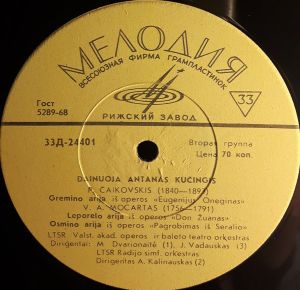 МЕЛОДИЯ
ВСЕСОЮЗНАЯ ФИРМА ГРАМПЛАСТИНОК
Гост
5289-68
33
РИЖСКИЙ ЗАВОД
33Д-24401
Вторая группа
Цена 70 коп
DAINUOJA ANTANAS KUČINGIS
P. ČAIKOVSKIS (1840—1893)
Gremino arija iš operos «Eugenijus Oneginas»
V. A. MOCARTAS (1756—1791)
Leporelo arija iš operos «Don Žuanas»
Osmino arija iš operos «Pagrobimas iš Seralio»
LTSR Valst. akad. operos ir baleto teatro orkestras
Dirigentai: M. Dvarionaitė (1), J. Vadauskas (3)
LTSR Radijo simf. orkestras
Dirigentas A. Kalinauskas (2)